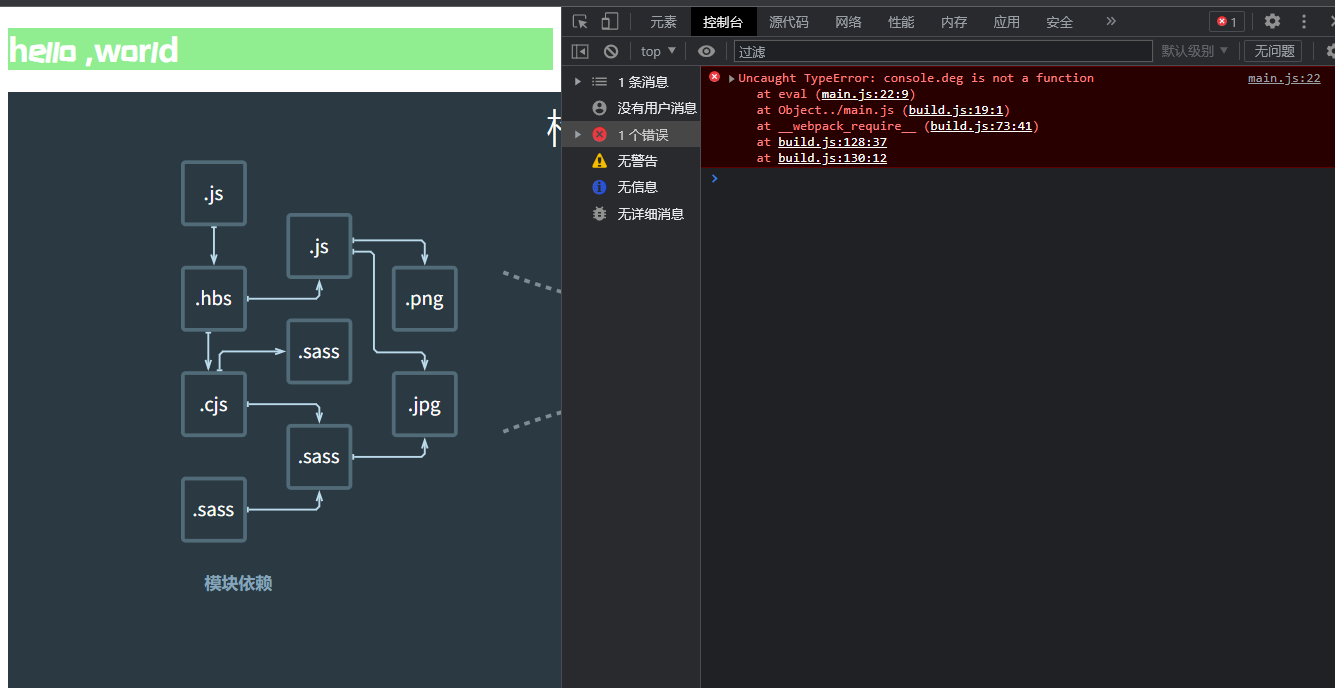 hello ,world
.js
.js
.hbs
.png
.sass
.cjs
.jpg
.sass
.sass
模块依赖
元素 控制台 源代码 网络 性能 内存 应用 安全 » 1
top 过滤 默认级别 无问题
1 条消息
没有用户消息
1 个错误
无警告
无信息
无详细消息
Uncaught TypeError: console.deg is not a function main.js:22
at eval (main.js:22:9)
at Object../main.js (build.js:19:1)
at __webpack_require__ (build.js:73:41)
at build.js:128:37
at build.js:130:12